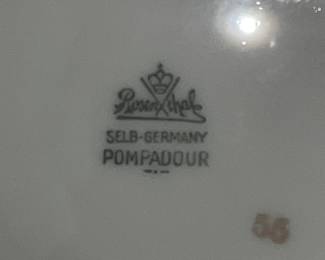 Rosenthal
SELB-GERMANY
POMPADOUR
56